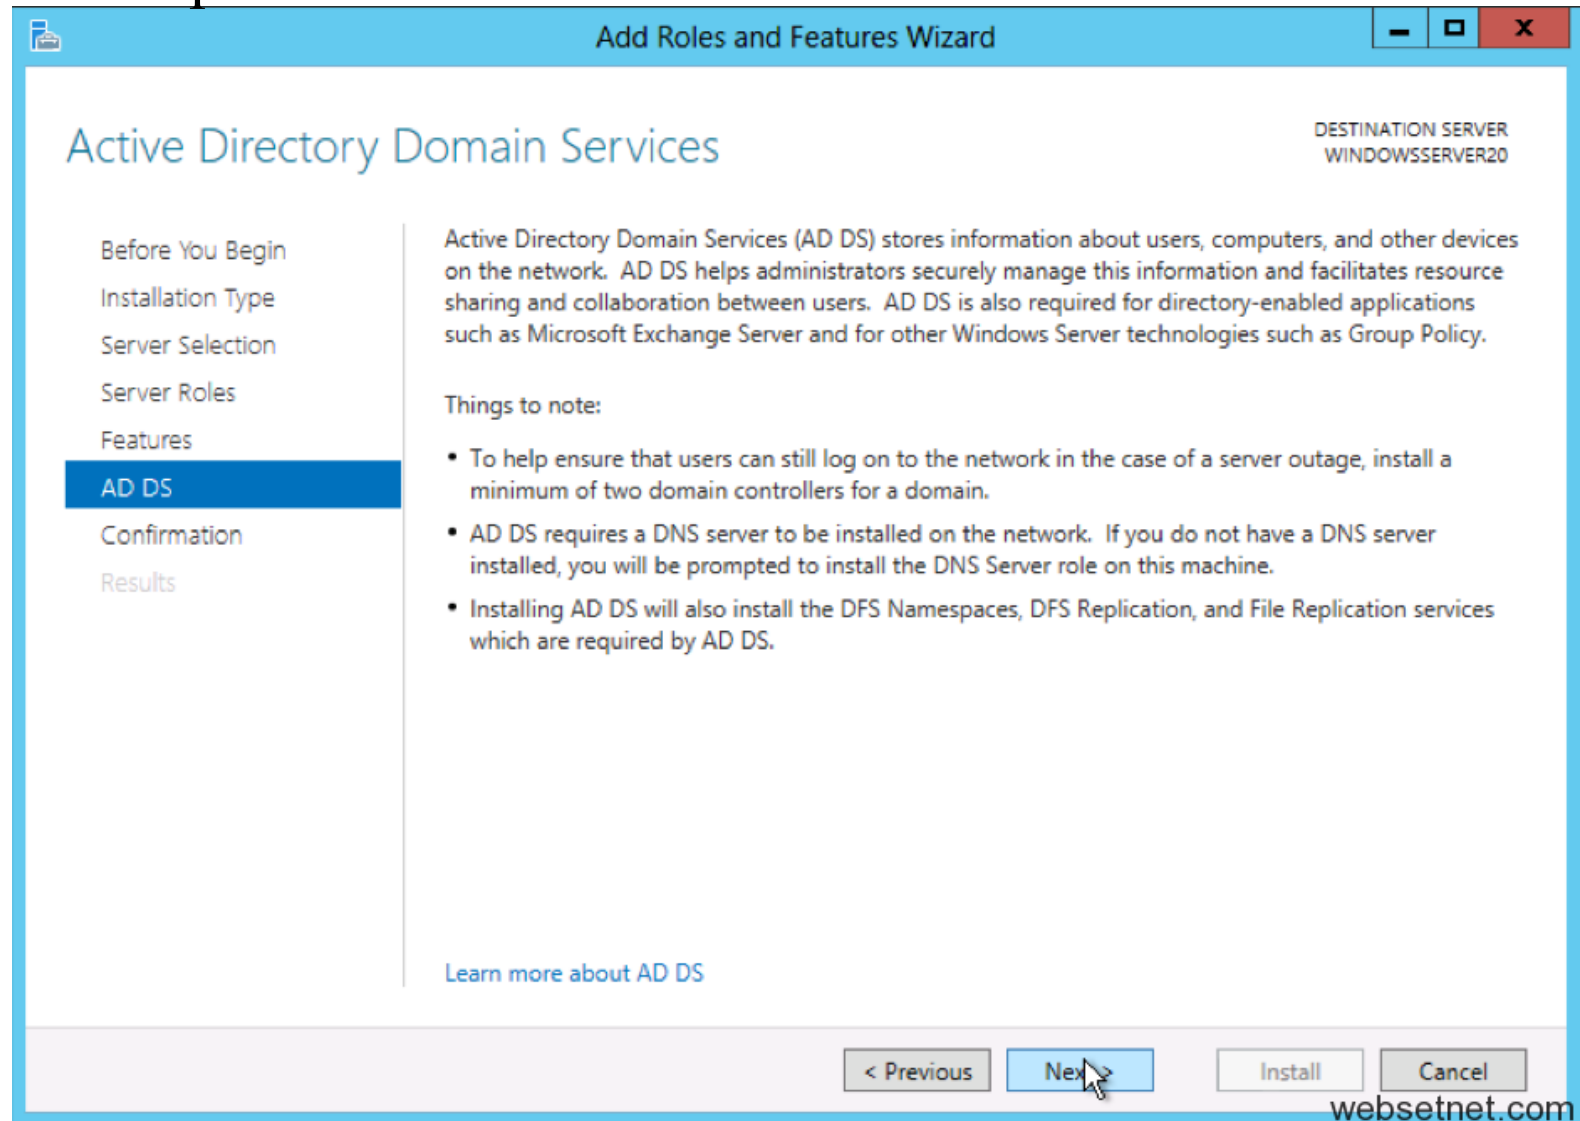 Add Roles and Features Wizard
Active Directory Domain Services
DESTINATION SERVER
WINDOWSSERVER20
Before You Begin
Installation Type
Server Selection
Server Roles
Features
AD DS
Confirmation
Results
Active Directory Domain Services (AD DS) stores information about users, computers, and other devices
on the network.  AD DS helps administrators securely manage this information and facilitates resource
sharing and collaboration between users.  AD DS is also required for directory-enabled applications
such as Microsoft Exchange Server and for other Windows Server technologies such as Group Policy.
Things to note:
• To help ensure that users can still log on to the network in the case of a server outage, install a
minimum of two domain controllers for a domain.
• AD DS requires a DNS server to be installed on the network.  If you do not have a DNS server
installed, you will be prompted to install the DNS Server role on this machine.
• Installing AD DS will also install the DFS Namespaces, DFS Replication, and File Replication services
which are required by AD DS.
Learn more about AD DS
< Previous
Next >
Install
Cancel
websetnet.com